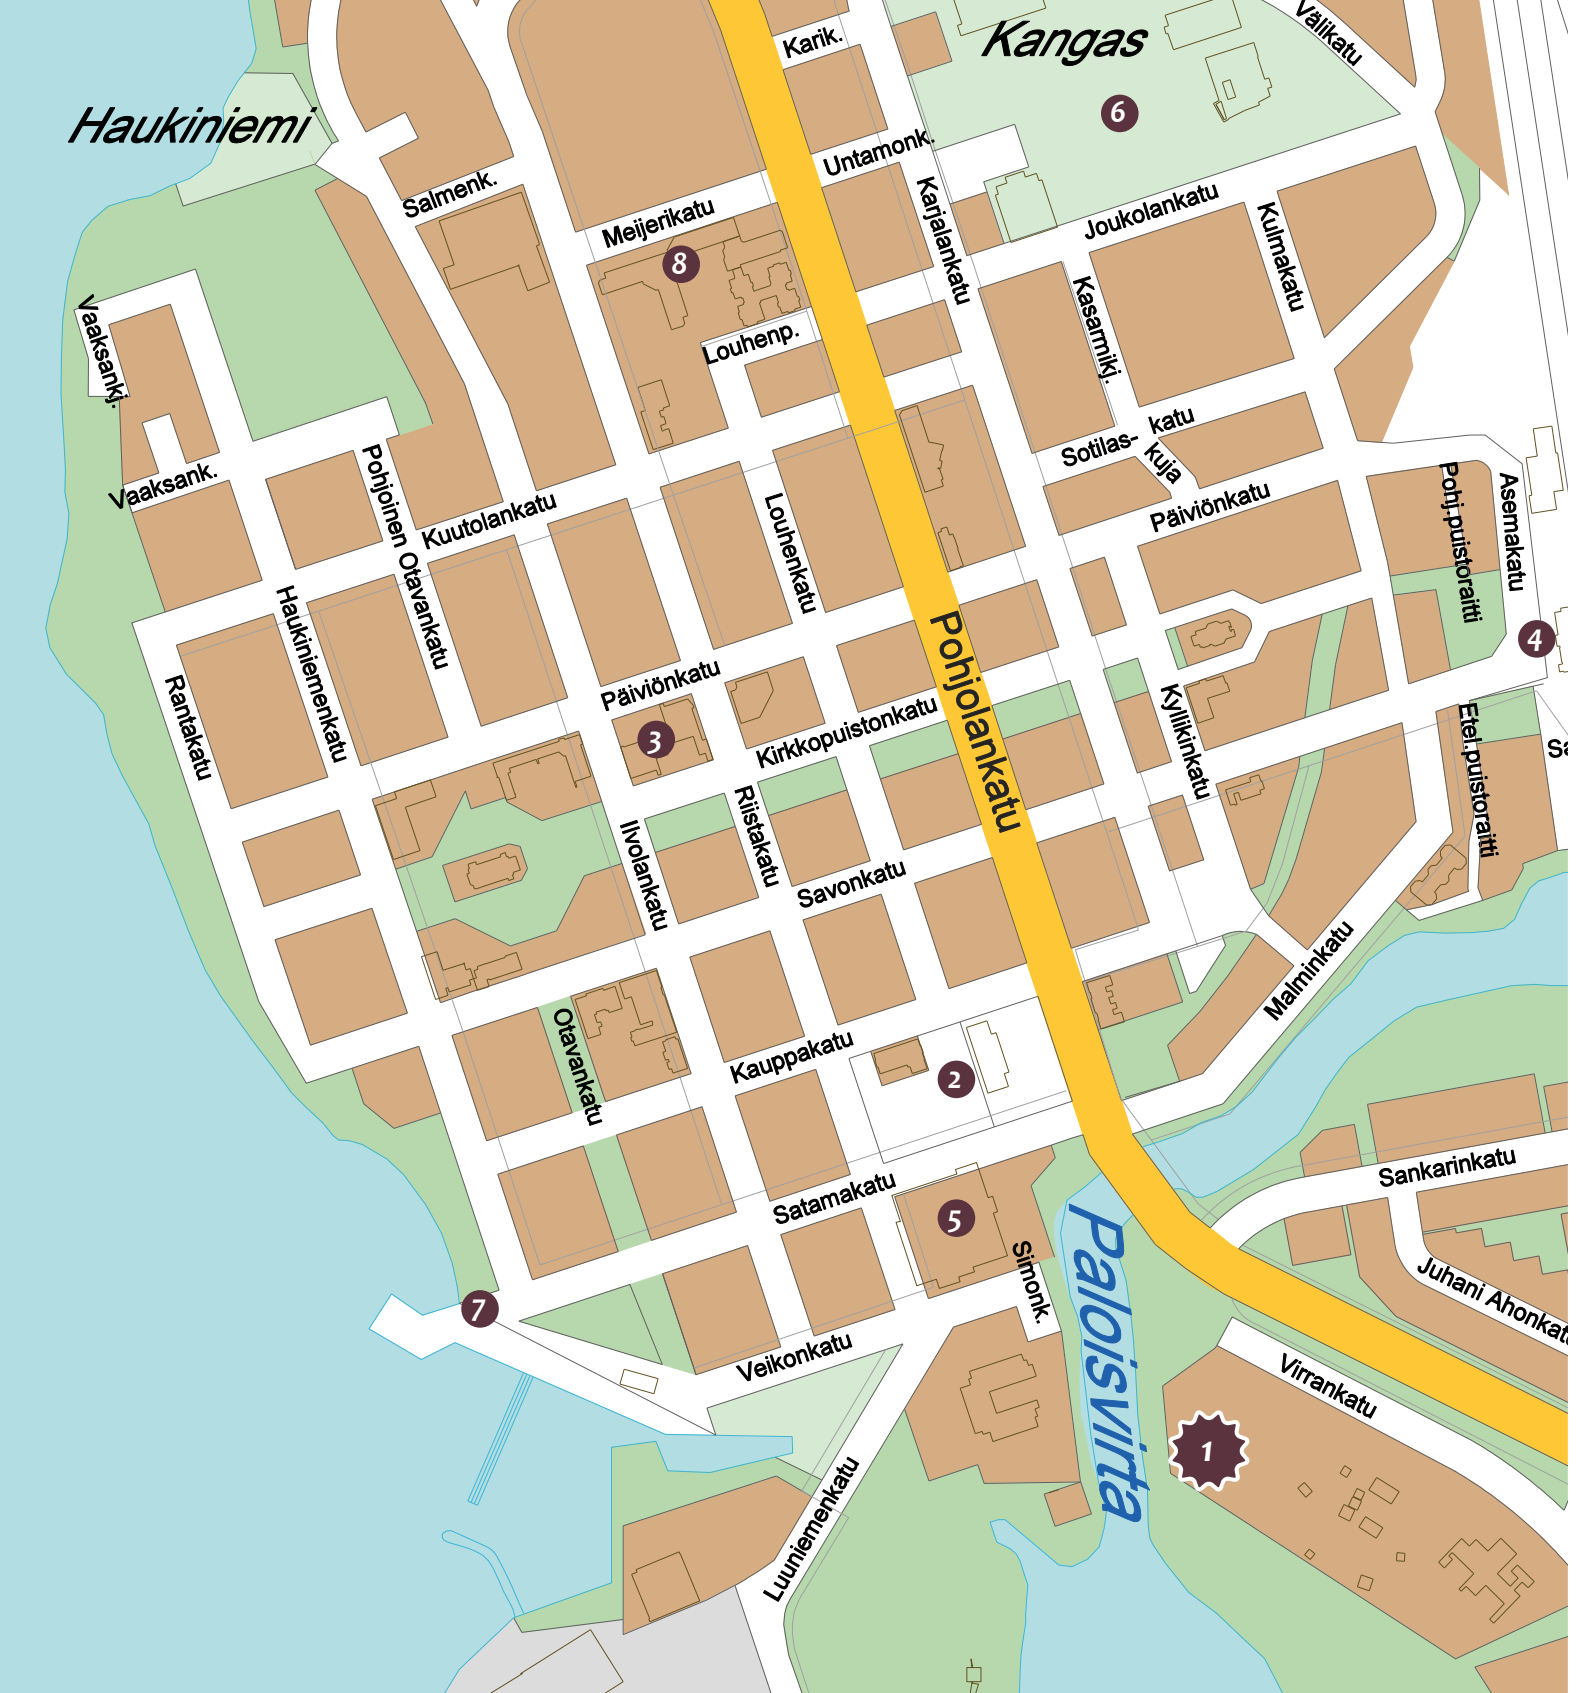 Välikatu
Karik.
Kangas
6
Haukiniemi
Untamonk.
Salmenk.
Karjalankatu
Joukolankatu
Meijerikatu
Kulmakatu
8
Kasarmikj.
Vaaksankj.
Louhenp.
Sotilas-
katu
kuja
Vaaksank.
Pohjoinen Otavankatu
Kuutolankatu
Louhenkatu
Päiviönkatu
Pohj.puistoraitti
Asemakatu
Haukiniemenkatu
Pohjolankatu
4
Rantakatu
Päiviönkatu
3
Kirkkopuistonkatu
Kyllikinkatu
Etel.puistoraitti
Sa
Riistakatu
Ilvolankatu
Savonkatu
Malminkatu
Otavankatu
Kauppakatu
2
Sankarinkatu
Satamakatu
5
Simonk.
Paloisvirta
Juhani Ahonkat
7
Veikonkatu
Virrankatu
1
Luuniemenkatu